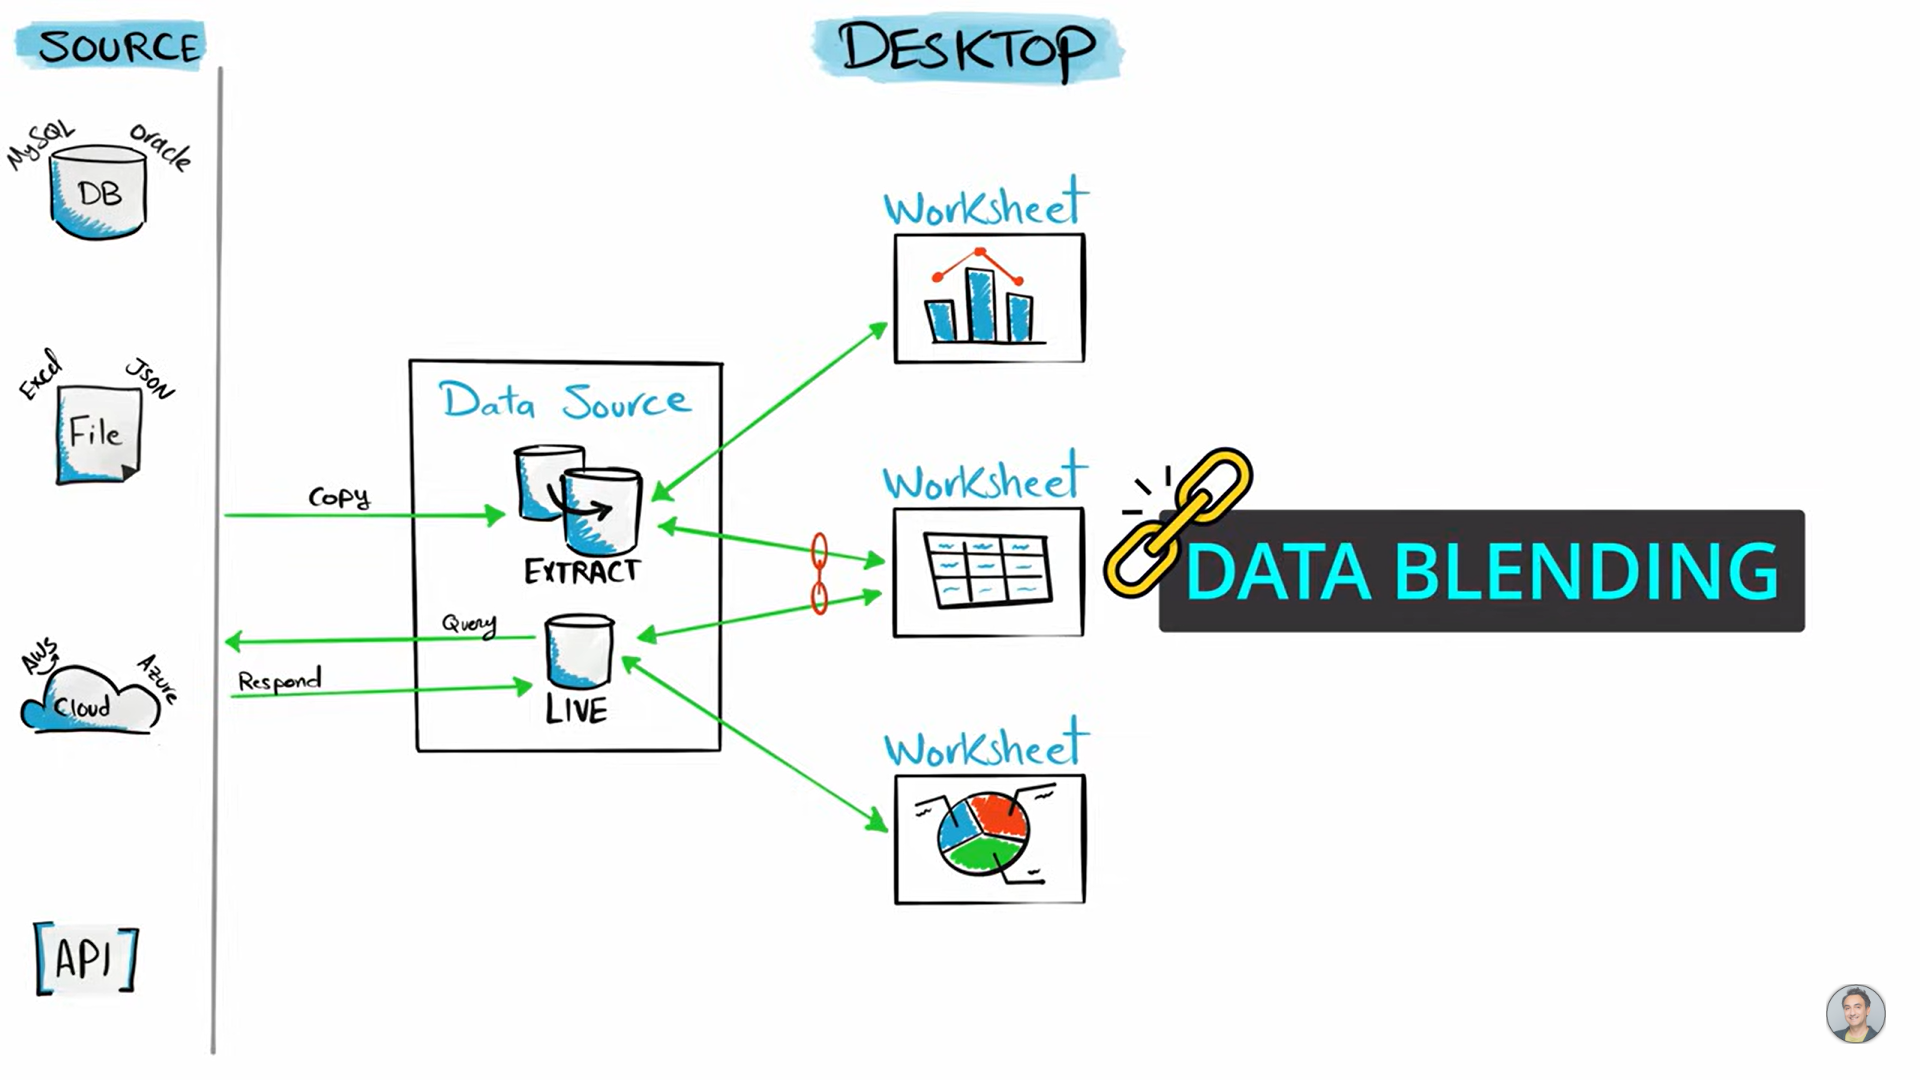 SOURCE
DESKTOP
MySQL
Oracle
DB
Excel
JSON
File
AWS
Azure
Cloud
[API]
Copy
Query
Respond
Data Source
EXTRACT
LIVE
Worksheet
Worksheet
DATA BLENDING
Worksheet